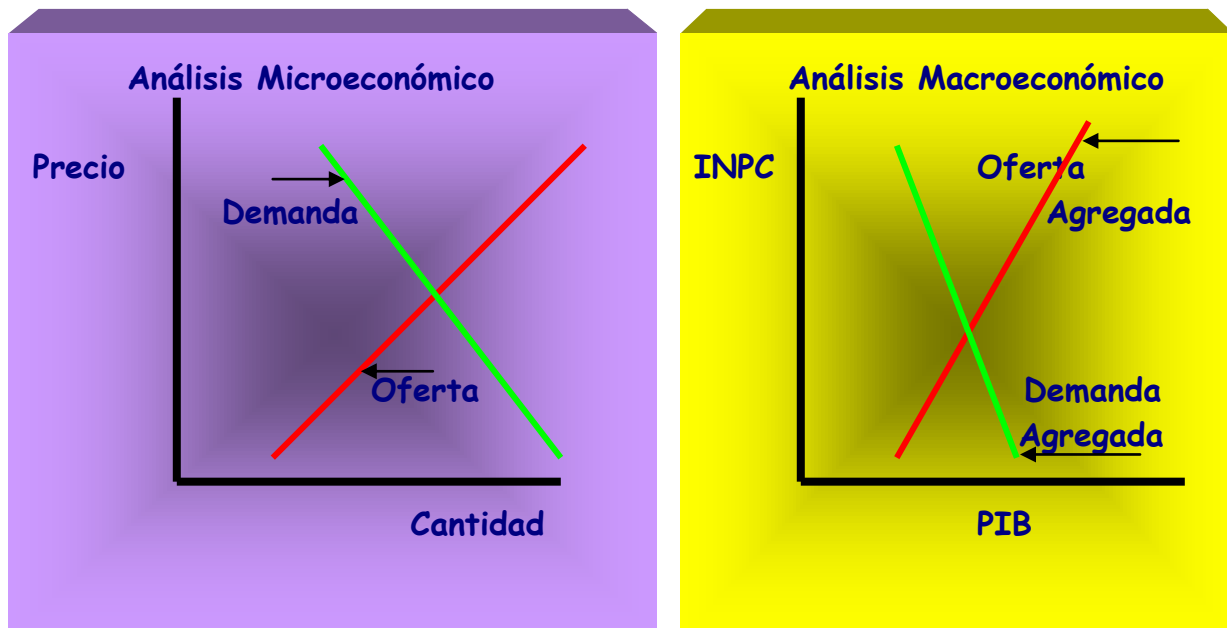 Análisis Microeconómico
Precio
Demanda
Oferta
Cantidad
Análisis Macroeconómico
INPC
Oferta
Agregada
Demanda
Agregada
PIB